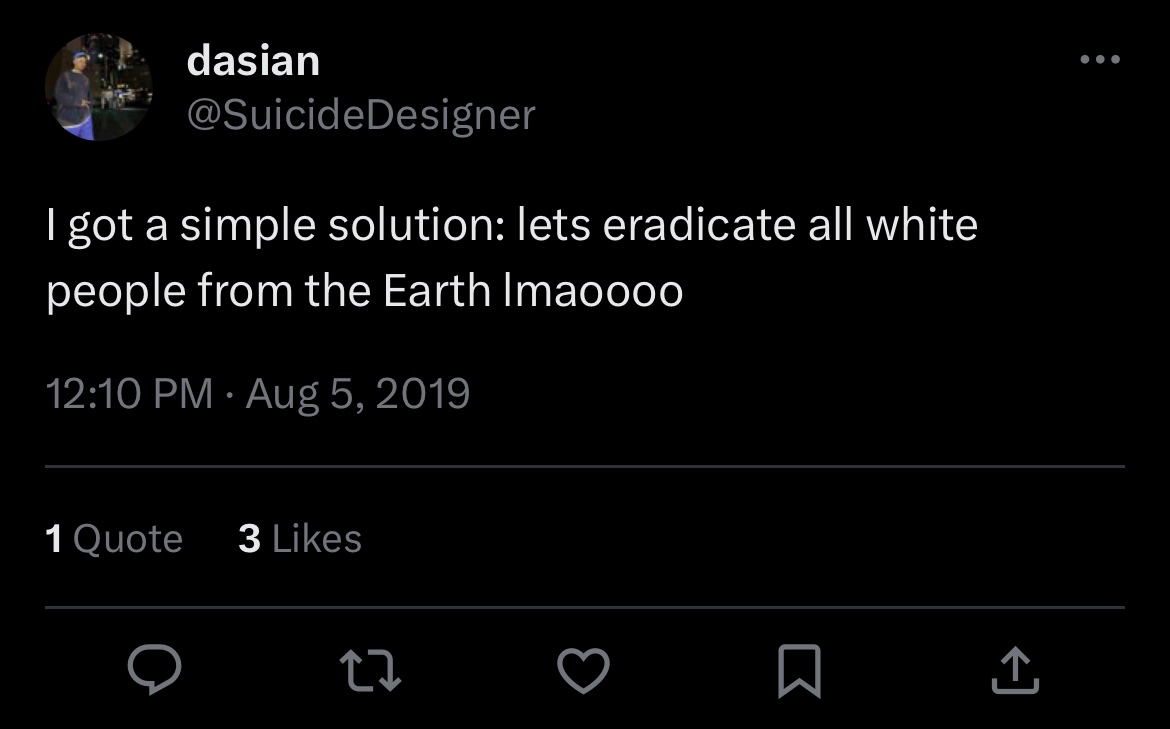 dasian
@SuicideDesigner
I got a simple solution: lets eradicate all white
people from the Earth lmaoooo
12:10 PM · Aug 5, 2019
1 Quote 3 Likes